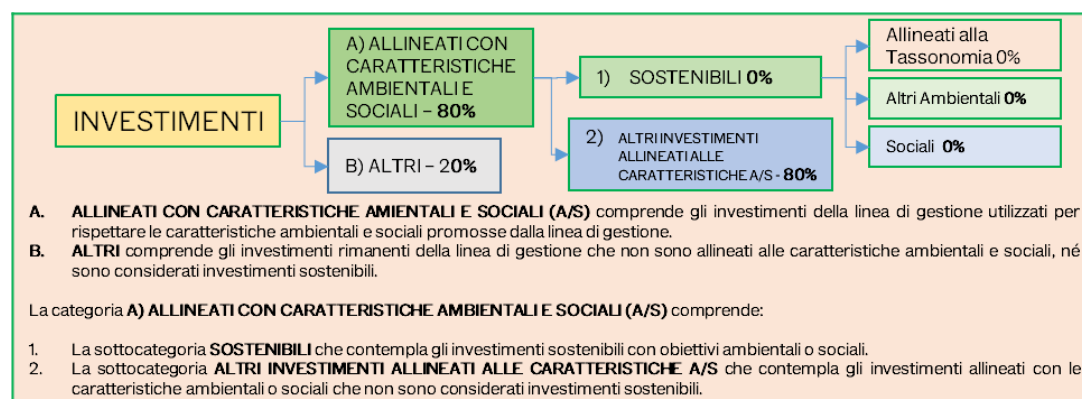 INVESTIMENTI
A) ALLINEATI CON
CARATTERISTICHE
AMBIENTALI E
SOCIALI – 80%
B) ALTRI – 20%
1) SOSTENIBILI 0%
2) ALTRI INVESTIMENTI
ALLINEATI ALLE
CARATTERISTICHE A/S - 80%
Allineati alla
Tassonomia 0%
Altri Ambientali 0%
Sociali 0%
A. ALLINEATI CON CARATTERISTICHE AMIENTALI E SOCIALI (A/S) comprende gli investimenti della linea di gestione utilizzati per
rispettare le caratteristiche ambientali e sociali promosse dalla linea di gestione.
B. ALTRI comprende gli investimenti rimanenti della linea di gestione che non sono allineati alle caratteristiche ambientali e sociali, né
sono considerati investimenti sostenibili.
La categoria A) ALLINEATI CON CARATTERISTICHE AMBIENTALI E SOCIALI (A/S) comprende:
1. La sottocategoria SOSTENIBILI che contempla gli investimenti sostenibili con obiettivi ambientali o sociali.
2. La sottocategoria ALTRI INVESTIMENTI ALLINEATI ALLE CARATTERISTICHE A/S che contempla gli investimenti allineati con le
caratteristiche ambientali o sociali che non sono considerati investimenti sostenibili.